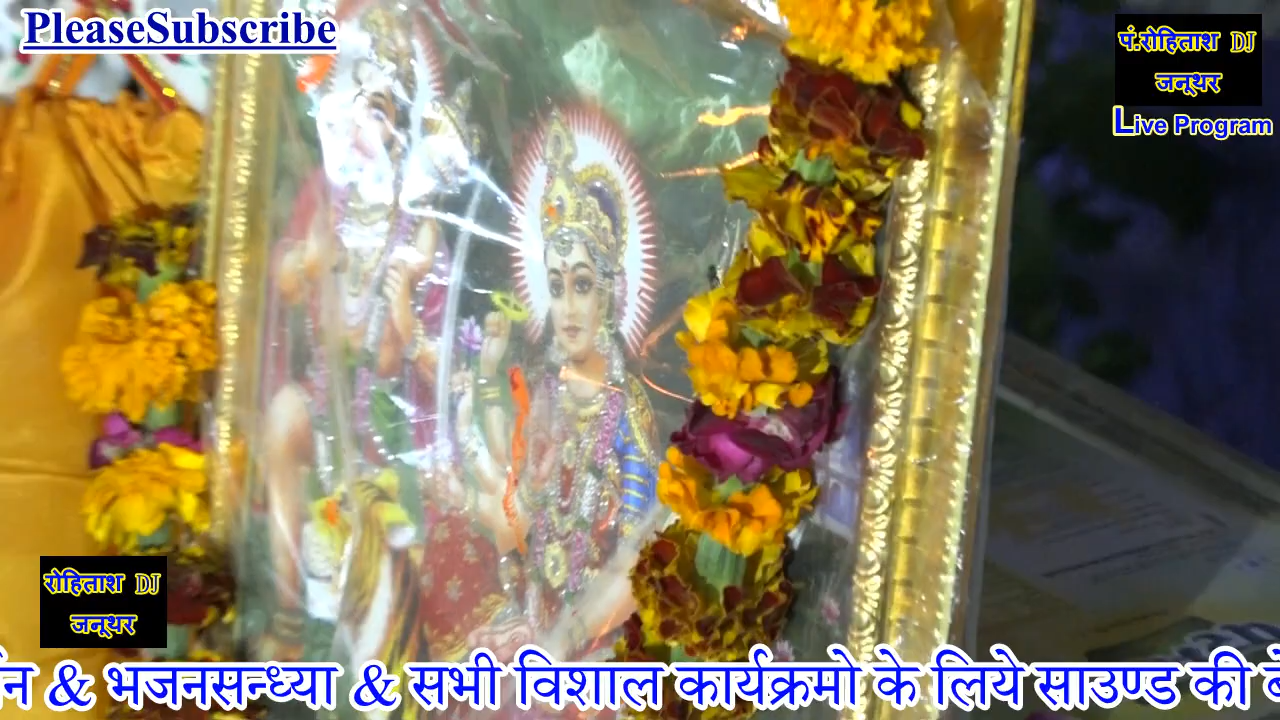 PleaseSubscribe
पं.रोहिताश DJ
जनूथर
Live Program
रोहिताश DJ
जनूथर
& भजनसन्ध्या & सभी विशाल कार्यक्रमो के लिये साउण्ड की